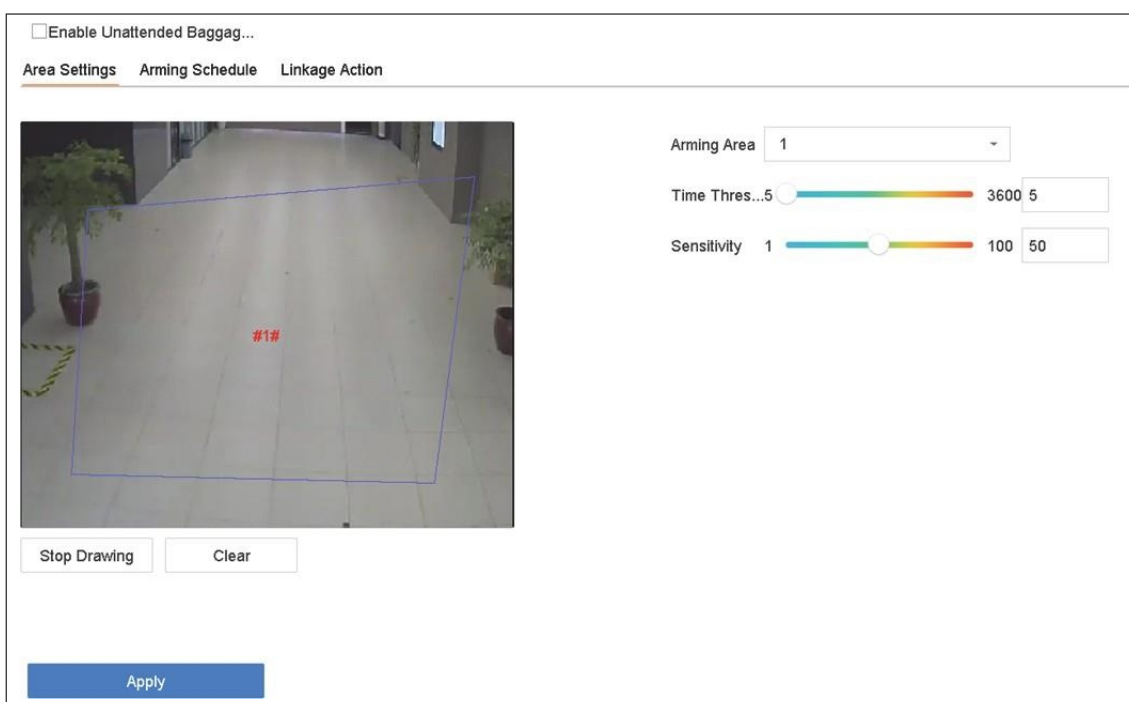 Enable Unattended Baggag...
Area Settings Arming Schedule Linkage Action
Arming Area 1
Time Thres...5 3600 5
Sensitivity 1 100 50
#1#
Stop Drawing Clear
Apply